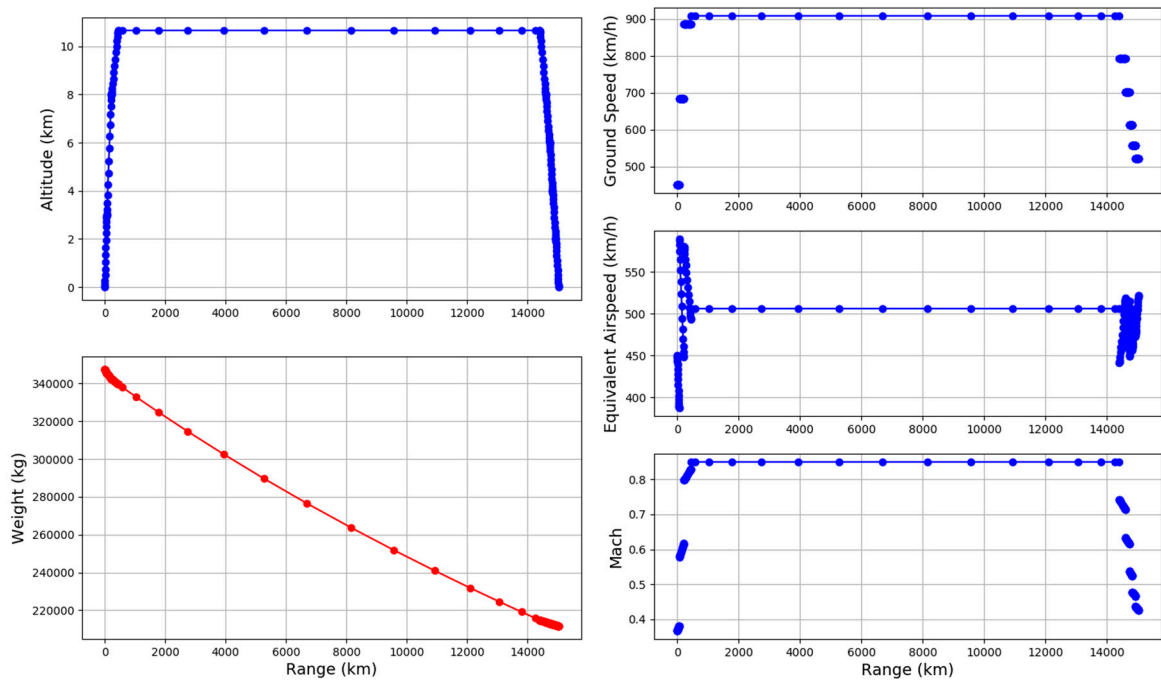 Altitude (km)
10
8
6
4
2
0
0 2000 4000 6000 8000 10000 12000 14000
Weight (kg)
340000
320000
300000
280000
260000
240000
220000
0 2000 4000 6000 8000 10000 12000 14000
Range (km)
Ground Speed (km/h)
900
800
700
600
500
0 2000 4000 6000 8000 10000 12000 14000
Equivalent Airspeed (km/h)
550
500
450
400
0 2000 4000 6000 8000 10000 12000 14000
Mach
0.8
0.7
0.6
0.5
0.4
0 2000 4000 6000 8000 10000 12000 14000
Range (km)